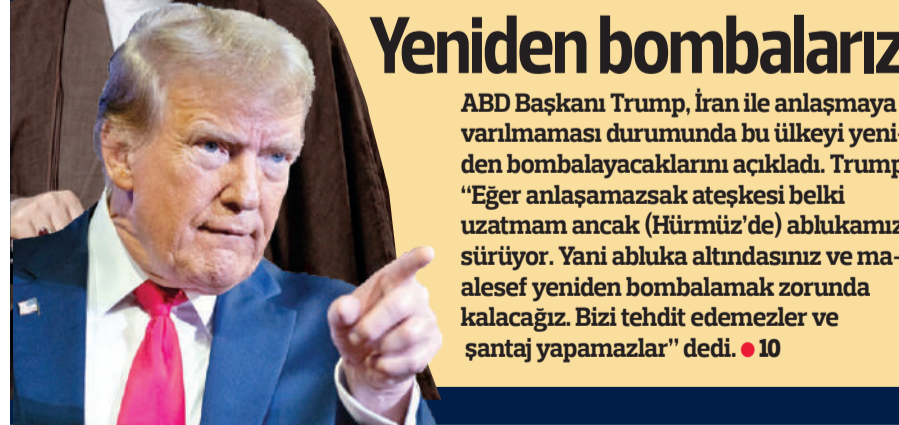 Yeniden bombalarız
ABD Başkanı Trump, İran ile anlaşmaya
varılmaması durumunda bu ülkeyi yeni-
den bombalayacaklarını açıkladı. Trump
“Eğer anlaşamazsak ateşkesi belki
uzatmam ancak (Hürmüz’de) ablukamız
sürüyor. Yani abluka altındasınız ve ma-
alesef yeniden bombalamak zorunda
kalacağız. Bizi tehdit edemezler ve
şantaj yapamazlar” dedi. ● 10